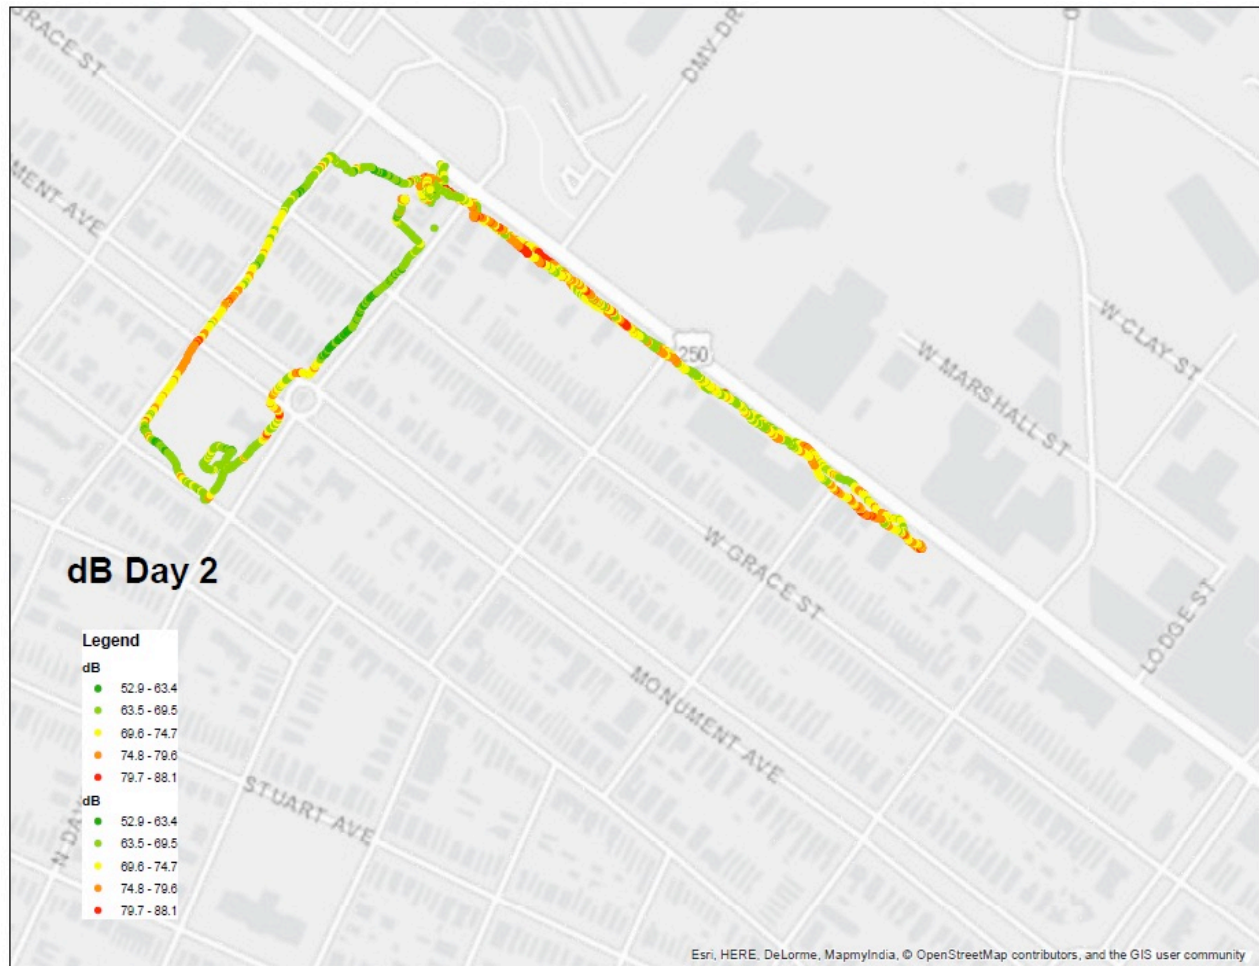 GRACE ST
DMV DR
MENT AVE
250
W CLAY ST
W MARSHALL ST
W GRACE ST
LODGE ST
MONUMENT AVE
STUART AVE
dB Day 2
Legend
dB
52.9 - 63.4
63.5 - 69.5
69.6 - 74.7
74.8 - 79.6
79.7 - 88.1
dB
52.9 - 63.4
63.5 - 69.5
69.6 - 74.7
74.8 - 79.6
79.7 - 88.1
Esri, HERE, DeLorme, MapmyIndia, © OpenStreetMap contributors, and the GIS user community